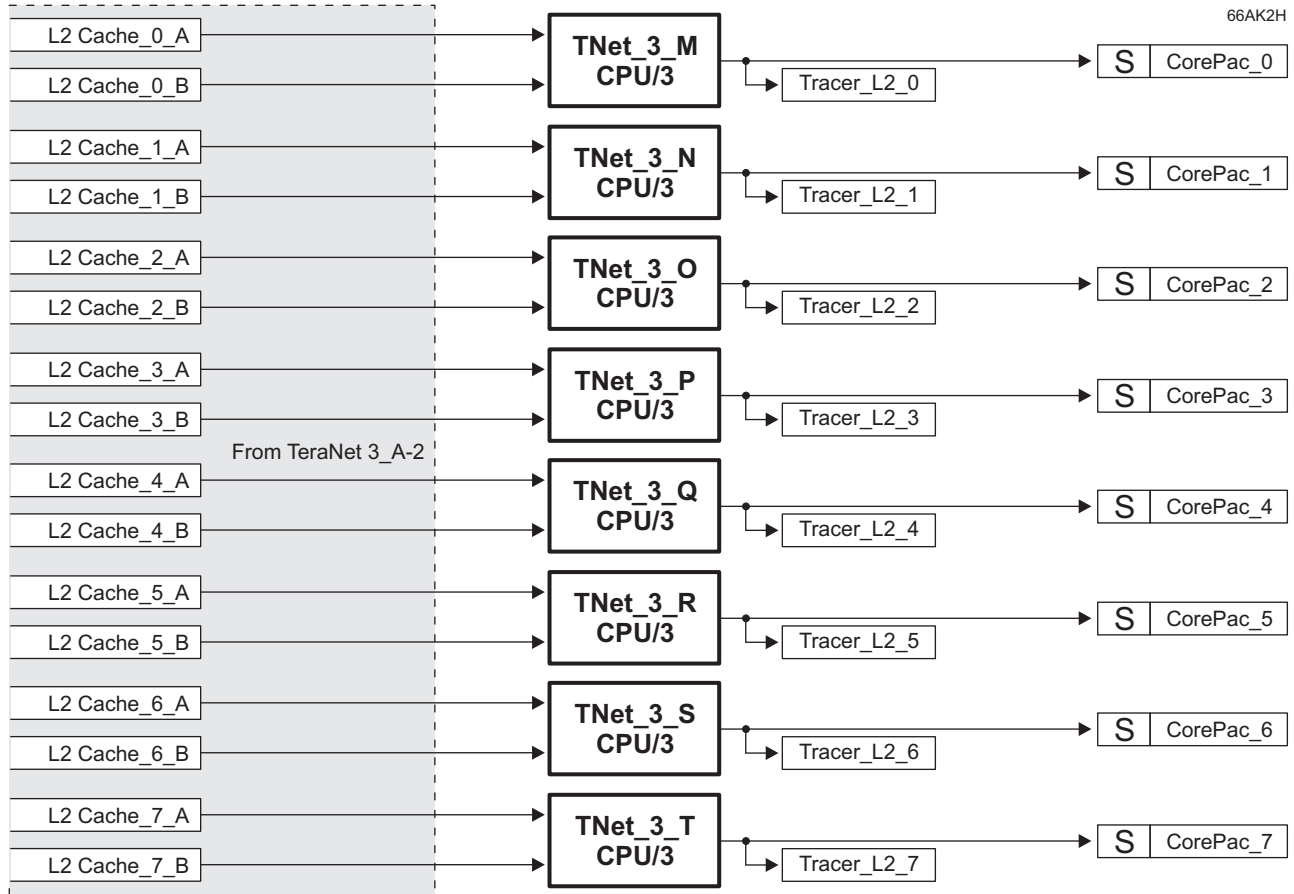 66AK2H
L2 Cache_0_A
L2 Cache_0_B
TNet_3_M
CPU/3
Tracer_L2_0
S CorePac_0
L2 Cache_1_A
L2 Cache_1_B
TNet_3_N
CPU/3
Tracer_L2_1
S CorePac_1
L2 Cache_2_A
L2 Cache_2_B
TNet_3_O
CPU/3
Tracer_L2_2
S CorePac_2
L2 Cache_3_A
L2 Cache_3_B
TNet_3_P
CPU/3
Tracer_L2_3
S CorePac_3
From TeraNet 3_A-2
L2 Cache_4_A
L2 Cache_4_B
TNet_3_Q
CPU/3
Tracer_L2_4
S CorePac_4
L2 Cache_5_A
L2 Cache_5_B
TNet_3_R
CPU/3
Tracer_L2_5
S CorePac_5
L2 Cache_6_A
L2 Cache_6_B
TNet_3_S
CPU/3
Tracer_L2_6
S CorePac_6
L2 Cache_7_A
L2 Cache_7_B
TNet_3_T
CPU/3
Tracer_L2_7
S CorePac_7